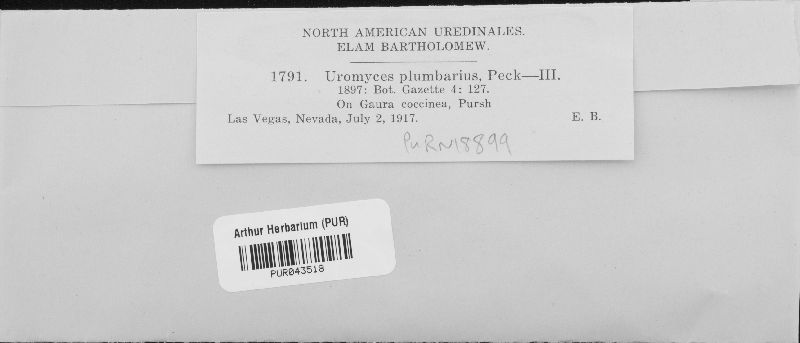 NORTH AMERICAN UREDINALES.
ELAM BARTHOLOMEW.
1791. Uromyces plumbarius, Peck—III.
1897: Bot. Gazette 4: 127.
On Gaura coccinea, Pursh
Las Vegas, Nevada, July 2, 1917. E. B.
PURN18899
Arthur Herbarium (PUR)
PUR043518